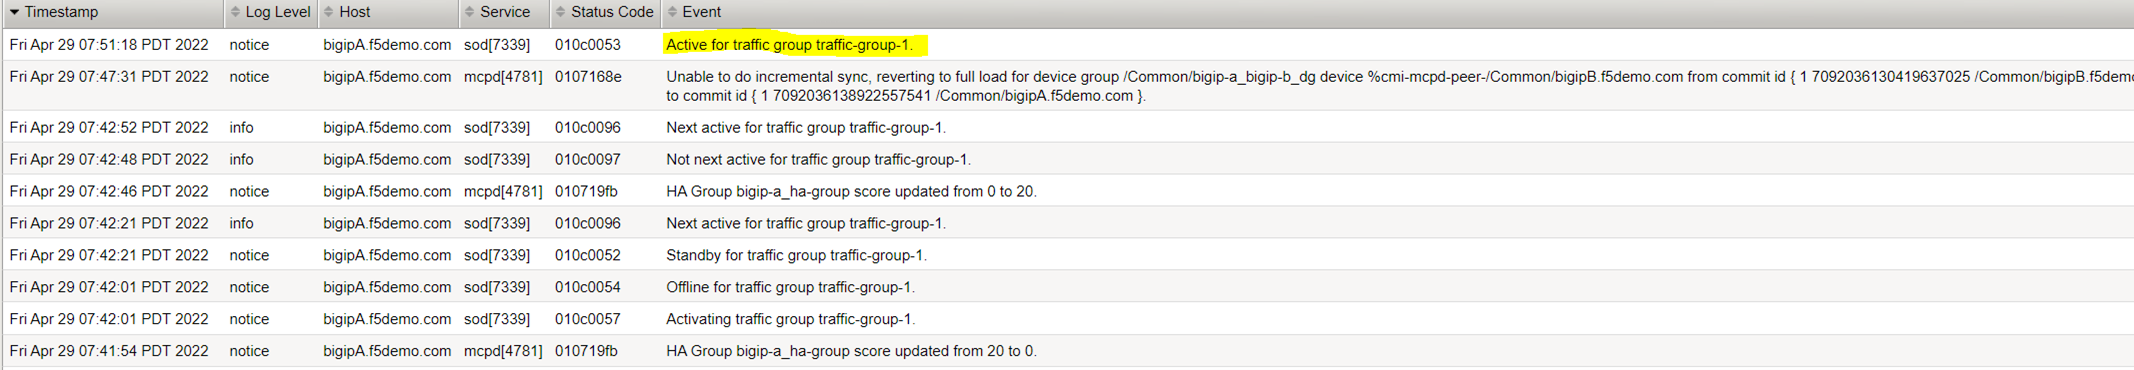 Timestamp Log Level Host Service Status Code Event
Fri Apr 29 07:51:18 PDT 2022 notice bigipA.f5demo.com sod[7339] 010c0053 Active for traffic group traffic-group-1.
Fri Apr 29 07:47:31 PDT 2022 notice bigipA.f5demo.com mcpd[4781] 0107168e Unable to do incremental sync, reverting to full load for device group /Common/bigip-a_bigip-b_dg device %cmi-mcpd-peer-/Common/bigipB.f5demo.com from commit id { 1 7092036130419637025 /Common/bigipB.f5demo
to commit id { 1 7092036138922557541 /Common/bigipA.f5demo.com }.
Fri Apr 29 07:42:52 PDT 2022 info bigipA.f5demo.com sod[7339] 010c0096 Next active for traffic group traffic-group-1.
Fri Apr 29 07:42:48 PDT 2022 info bigipA.f5demo.com sod[7339] 010c0097 Not next active for traffic group traffic-group-1.
Fri Apr 29 07:42:46 PDT 2022 notice bigipA.f5demo.com mcpd[4781] 010719fb HA Group bigip-a_ha-group score updated from 0 to 20.
Fri Apr 29 07:42:21 PDT 2022 info bigipA.f5demo.com sod[7339] 010c0096 Next active for traffic group traffic-group-1.
Fri Apr 29 07:42:21 PDT 2022 notice bigipA.f5demo.com sod[7339] 010c0052 Standby for traffic group traffic-group-1.
Fri Apr 29 07:42:01 PDT 2022 notice bigipA.f5demo.com sod[7339] 010c0054 Offline for traffic group traffic-group-1.
Fri Apr 29 07:42:01 PDT 2022 notice bigipA.f5demo.com sod[7339] 010c0057 Activating traffic group traffic-group-1.
Fri Apr 29 07:41:54 PDT 2022 notice bigipA.f5demo.com mcpd[4781] 010719fb HA Group bigip-a_ha-group score updated from 20 to 0.